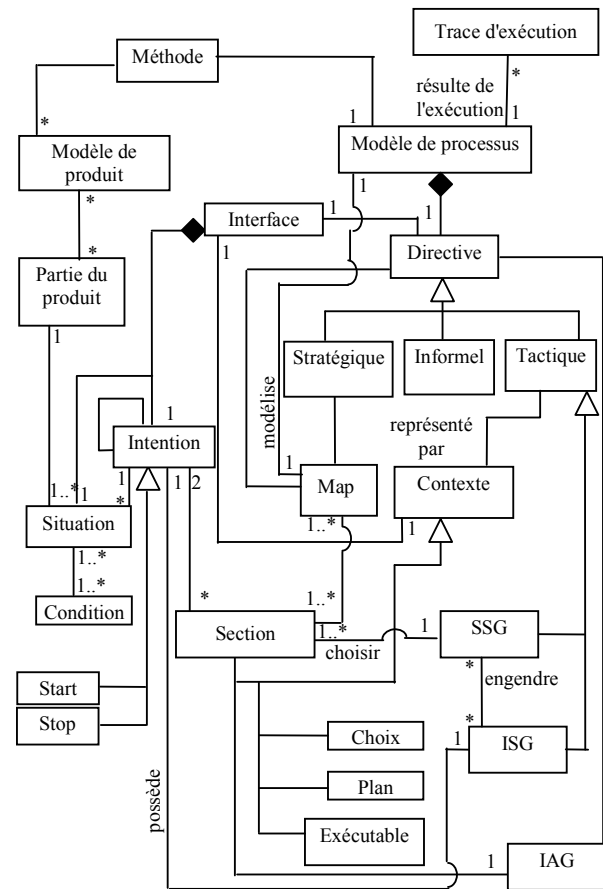 Trace d'exécution
Méthode
*
résulte de
l'exécution
1
1
*
Modèle de processus
Modèle de
produit
*
1
1
1
Interface
1
*
Partie du
produit
Directive
1
1
Stratégique
Informel
Tactique
modélise
représenté
par
1
Intention
1
Map
Contexte
1
2
1..*
1
*
1
1..*
1
Situation
1..*
1..*
Condition
*
1..*
1..*
Section
choisir
1
SSG
*
engendre
Start
Stop
*
1
ISG
Choix
possède
Plan
Exécutable
1
IAG